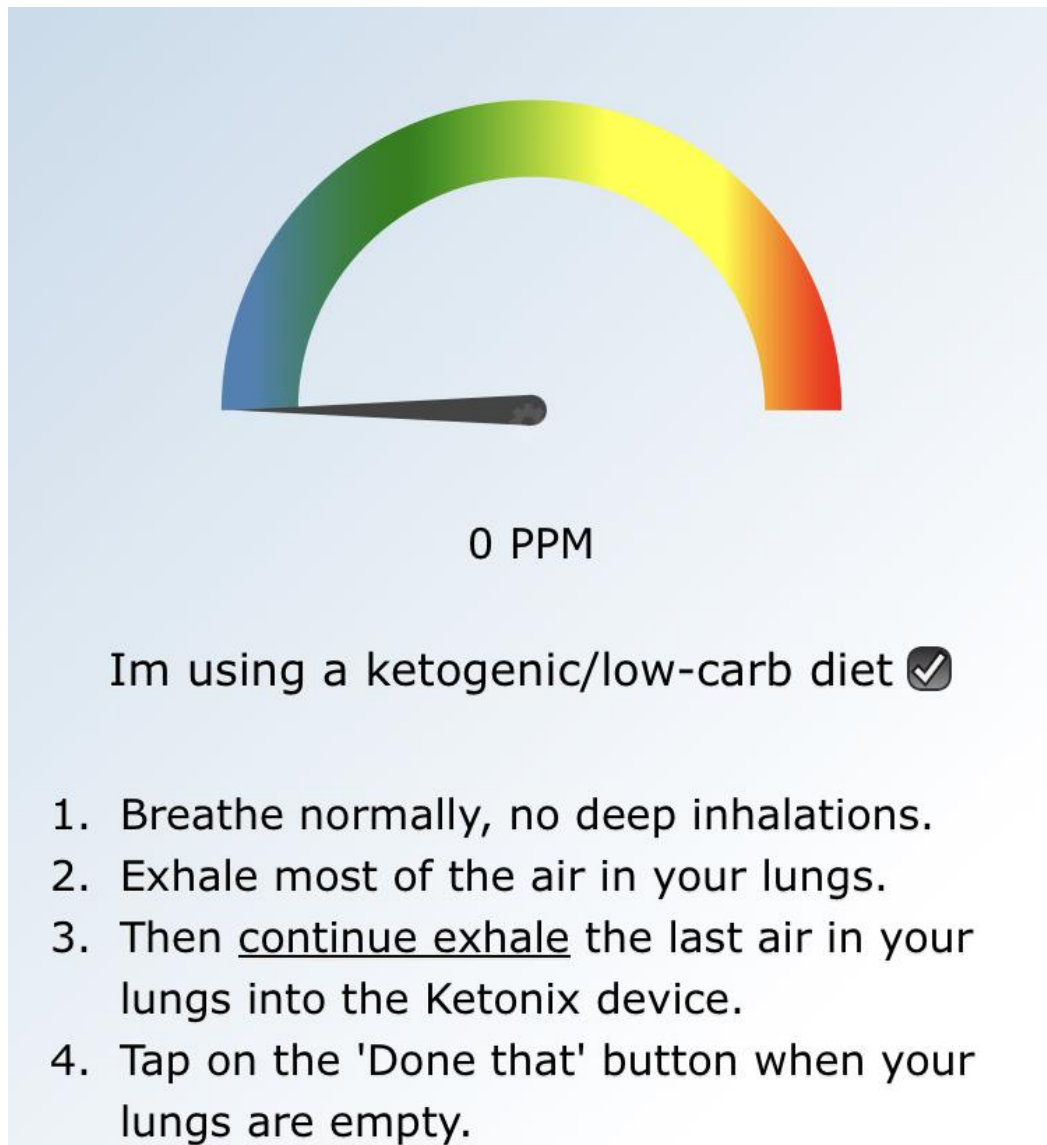 0 PPM
Im using a ketogenic/low-carb diet
1. Breathe normally, no deep inhalations.
2. Exhale most of the air in your lungs.
3. Then continue exhale the last air in your
lungs into the Ketonix device.
4. Tap on the 'Done that' button when your
lungs are empty.